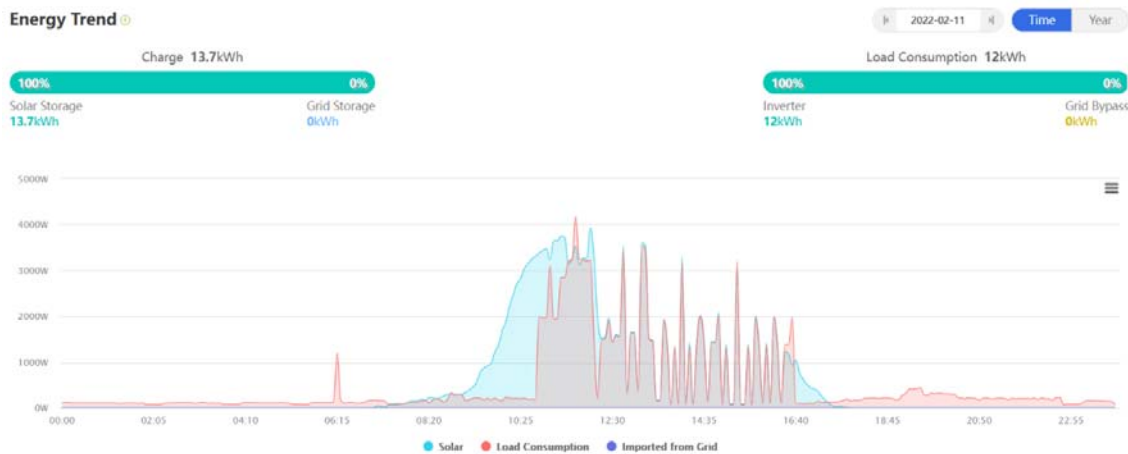 Energy Trend
2022-02-11 Time Year
Charge 13.7kWh
100% 0%
Solar Storage Grid Storage
13.7kWh 0kWh
Load Consumption 12kWh
100% 0%
Inverter Grid Bypass
12kWh 0kWh
5000W
4000W
3000W
2000W
1000W
0W
00:00 02:05 04:10 06:15 08:20 10:25 12:30 14:35 16:40 18:45 20:50 22:55
Solar Load Consumption Imported from Grid